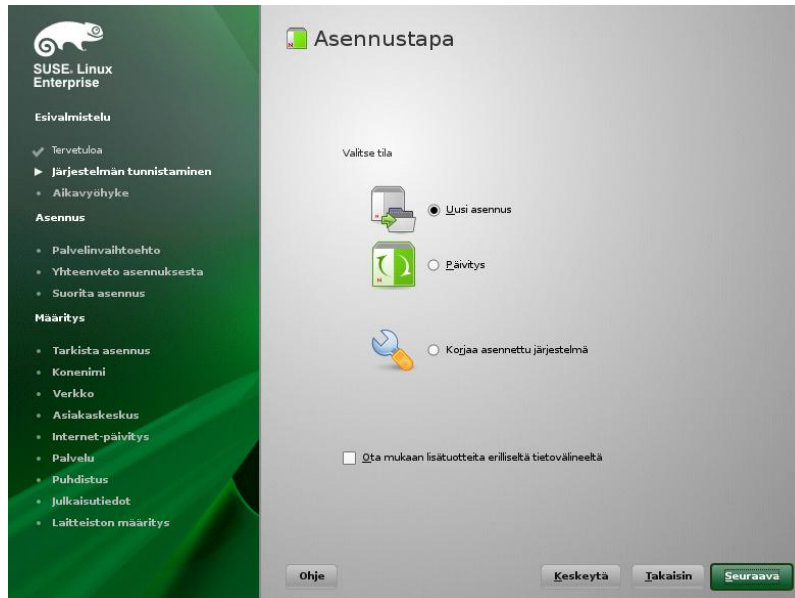 SUSE. Linux
Enterprise
Esivalmistelu
Tervetuloa
Järjestelmän tunnistaminen
Aikavyöhyke
Asennus
Palvelinvaihtoehto
Yhteenveto asennuksesta
Suorita asennus
Määritys
Tarkista asennus
Konenimi
Verkko
Asiakaskeskus
Internet-päivitys
Palvelu
Puhdistus
Julkaisutiedot
Laitteiston määritys
Asennustapa
Valitse tila
Uusi asennus
Päivitys
Korjaa asennettu järjestelmä
Ota mukaan lisätuotteita erilliseltä tietovälineeltä
Ohje
Keskeytä
Takaisin
Seuraava